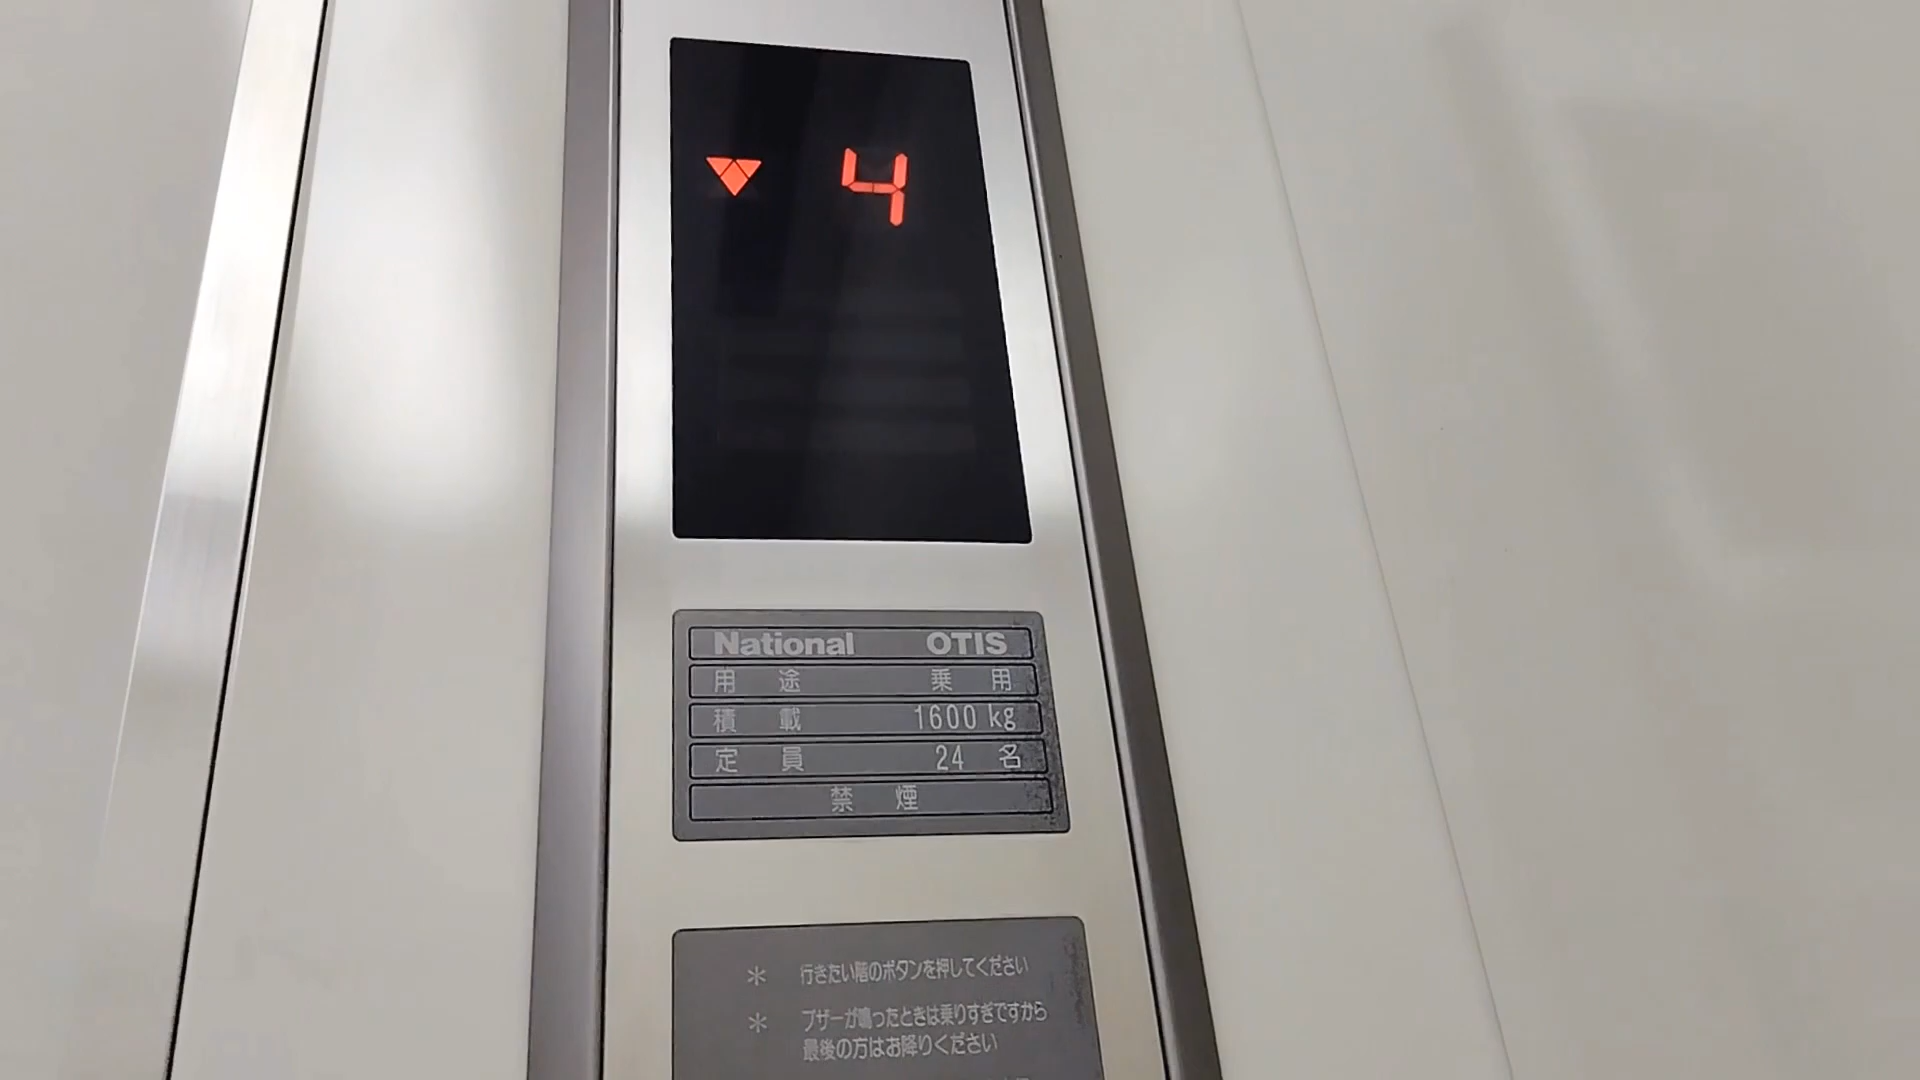 4
National OTIS
用途 乗用
積載 1600kg
定員 24名
禁煙
＊ 行きたい階のボタンを押してください
＊ ブザーが鳴ったときは乗りすぎですから
最後の方はお降りください